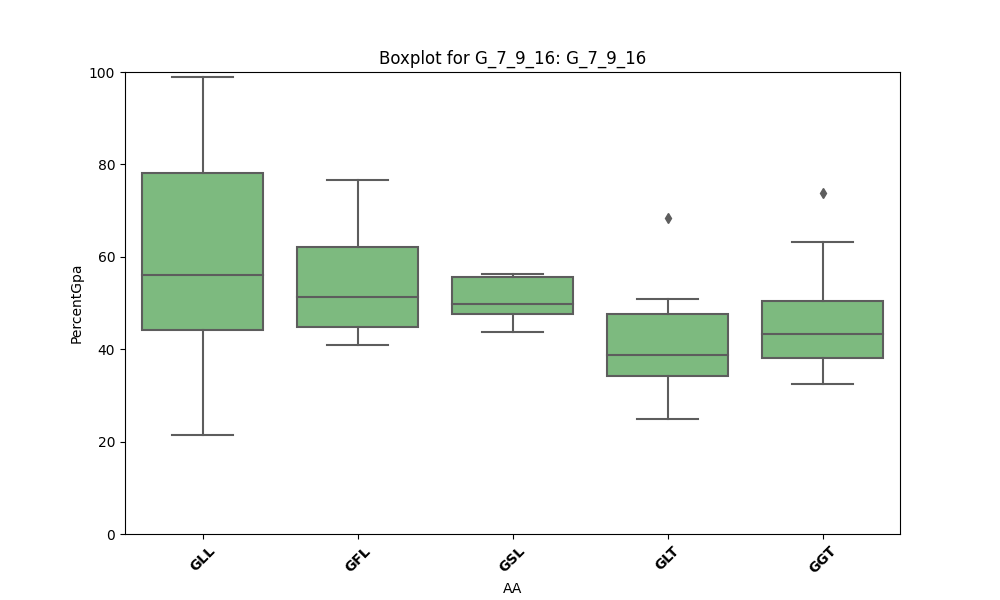 Boxplot for G_7_9_16: G_7_9_16
100
80
60
40
20
0
PercentGpa
GLL
GFL
GSL
GLT
GGT
AA